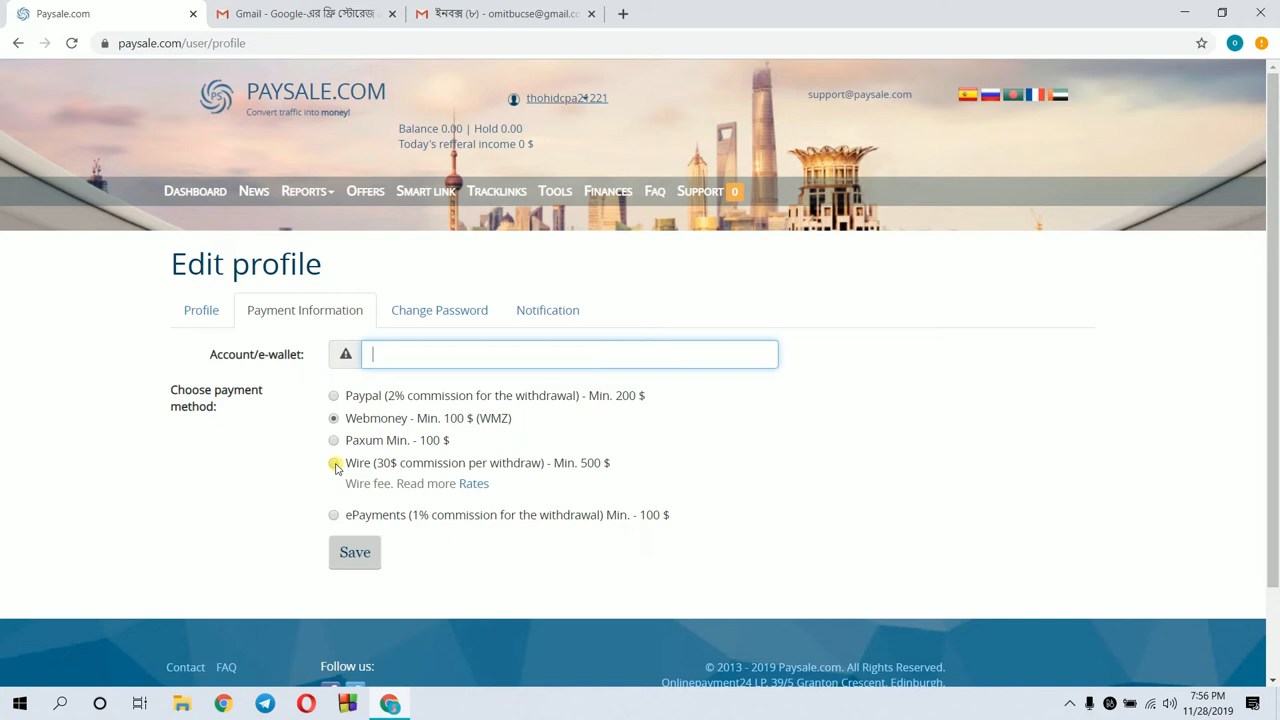 Paysale.com
Gmail - Google-এর ফ্রি স্টোরেজ
ইনবক্স (৮) - omitbucse@gmail.co
paysale.com/user/profile
PAYSALE.COM
Convert traffic into money!
thohidcpa21221
support@paysale.com
Balance 0.00 | Hold 0.00
Today's refferal income 0 $
DASHBOARD NEWS REPORTS OFFERS SMART LINK TRACKLINKS TOOLS FINANCES FAQ SUPPORT 0
Edit profile
Profile Payment Information Change Password Notification
Account/e-wallet:
Choose payment method:
Paypal (2% commission for the withdrawal) - Min. 200 $
Webmoney - Min. 100 $ (WMZ)
Paxum Min. - 100 $
Wire (30$ commission per withdraw) - Min. 500 $
Wire fee. Read more Rates
ePayments (1% commission for the withdrawal) Min. - 100 $
Save
Contact FAQ
Follow us:
© 2013 - 2019 Paysale.com. All Rights Reserved.
Onlinepayment24 LP, 39/5 Granton Crescent, Edinburgh,
7:56 PM
11/28/2019